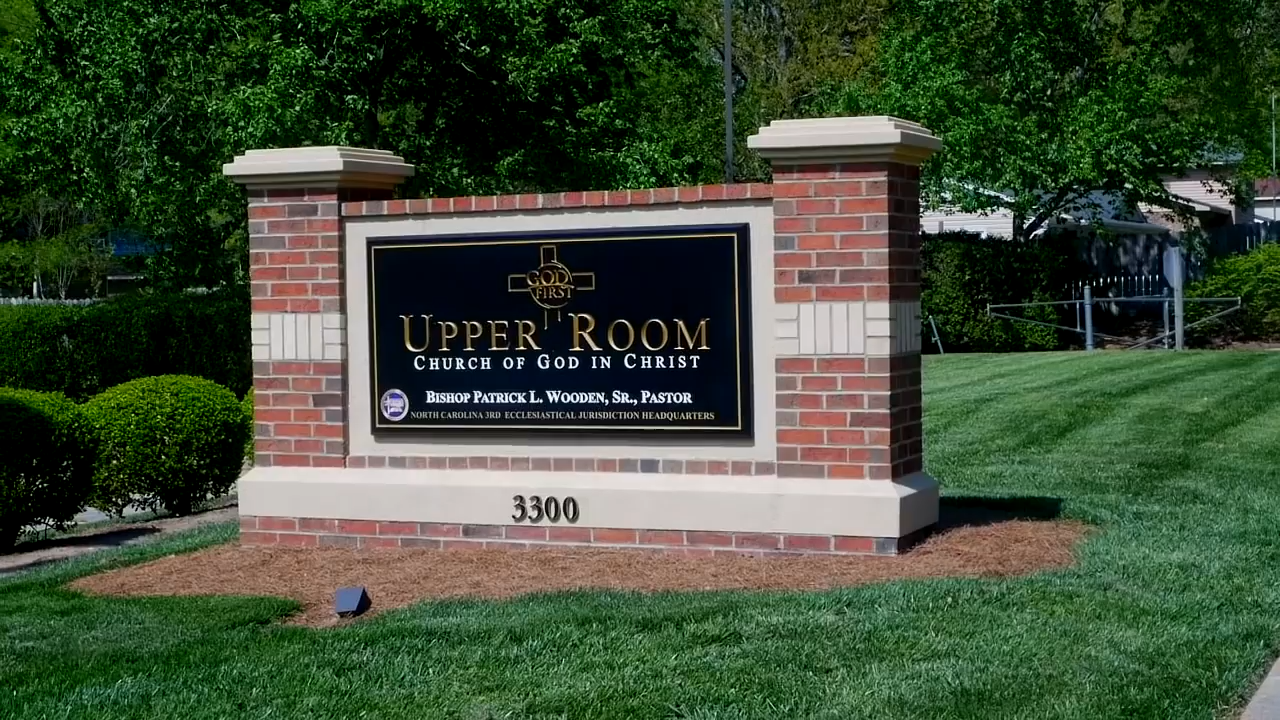 GOD
FIRST
UPPER ROOM
CHURCH OF GOD IN CHRIST
BISHOP PATRICK L. WOODEN, SR., PASTOR
NORTH CAROLINA 3RD ECCLESIASTICAL JURISDICTION HEADQUARTERS
3300